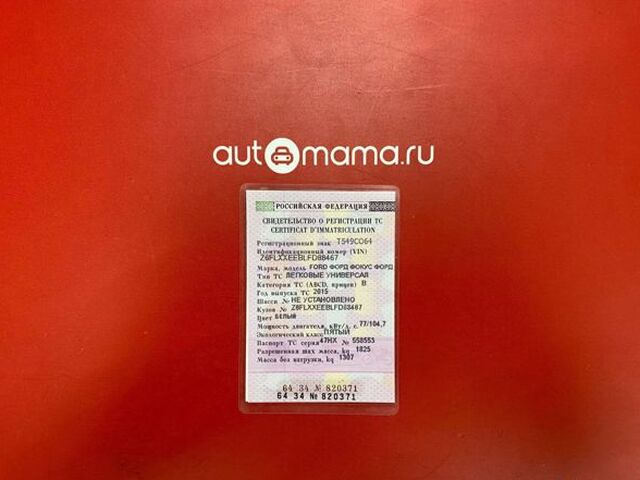 automama.ru
РОССИЙСКАЯ ФЕДЕРАЦИЯ
СВИДЕТЕЛЬСТВО О РЕГИСТРАЦИИ ТС
CERTIFICAT D'IMMATRICULATION
Регистрационный знак Т549СО64
Идентификационный номер (VIN)
Z6FLXXEEBLFD88467
Марка, модель FORD ФОРД ФОКУС ФОРД
Тип ТС ЛЕГКОВЫЕ УНИВЕРСАЛ
Категория ТС (ABCD, прицеп) B
Год выпуска ТС 2015
Шасси № НЕ УСТАНОВЛЕНО
Кузов № Z6FLXXEEBLFD88467
Цвет БЕЛЫЙ
Мощность двигателя, кВт/л. с. 77/104,7
Экологический класс ПЯТЫЙ
Паспорт ТС серия 47НХ № 558553
Разрешенная max масса, kg 1825
Масса без нагрузки, kg 1307
64 34 № 820371
64 34 № 820371